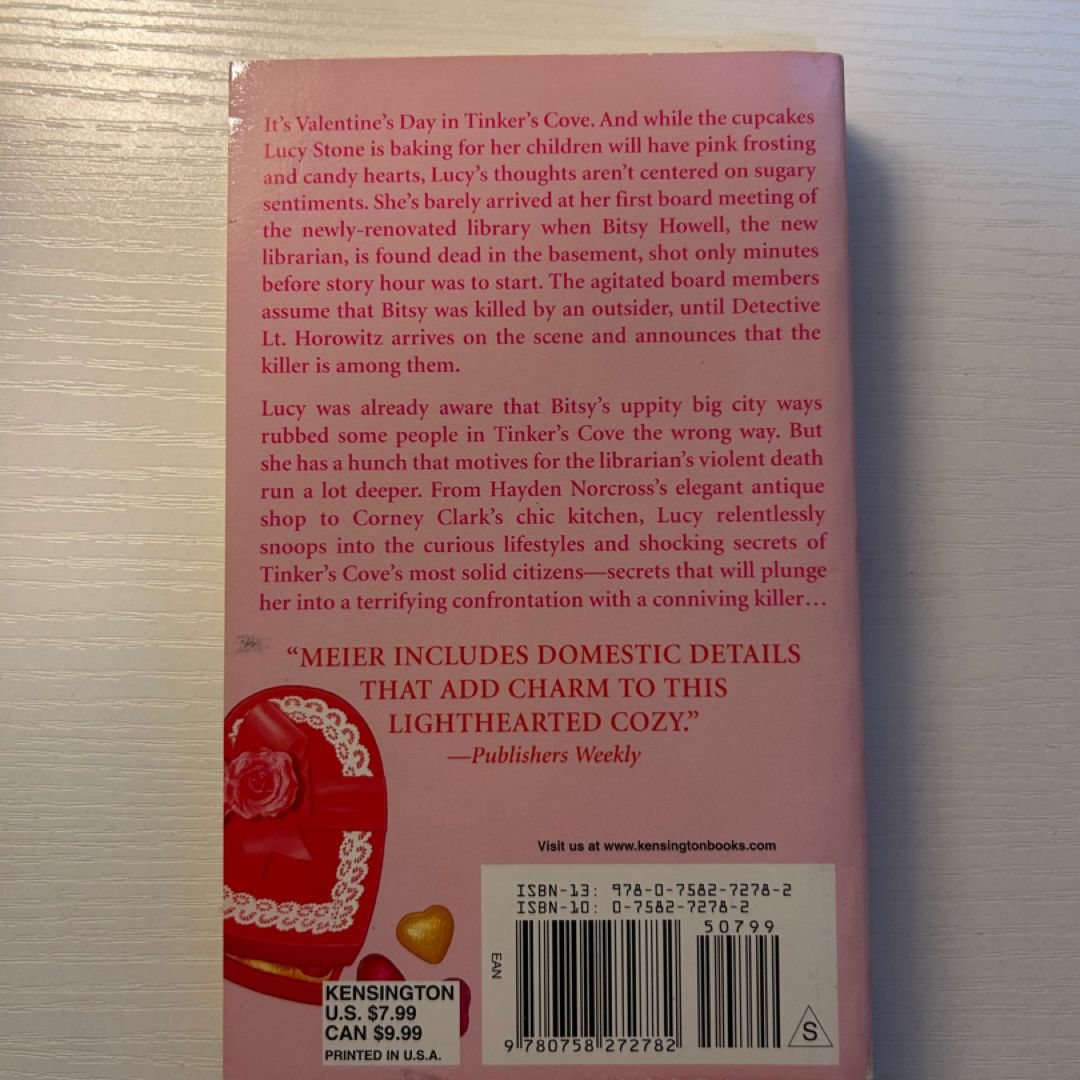 It's Valentine's Day in Tinker's Cove. And while the cupcakes
Lucy Stone is baking for her children will have pink frosting
and candy hearts, Lucy's thoughts aren't centered on sugary
sentiments. She's barely arrived at her first board meeting of
the newly-renovated library when Bitsy Howell, the new
librarian, is found dead in the basement, shot only minutes
before story hour was to start. The agitated board members
assume that Bitsy was killed by an outsider, until Detective
Lt. Horowitz arrives on the scene and announces that the
killer is among them.
Lucy was already aware that Bitsy's uppity big city ways
rubbed some people in Tinker's Cove the wrong way. But
she has a hunch that motives for the librarian's violent death
run a lot deeper. From Hayden Norcross's elegant antique
shop to Corney Clark's chic kitchen, Lucy relentlessly
snoops into the curious lifestyles and shocking secrets of
Tinker's Cove's most solid citizens—secrets that will plunge
her into a terrifying confrontation with a conniving killer...
"MEIER INCLUDES DOMESTIC DETAILS
THAT ADD CHARM TO THIS
LIGHTHEARTED COZY."
—Publishers Weekly
Visit us at www.kensingtonbooks.com
ISBN-13: 978-0-7582-7278-2
ISBN-10: 0-7582-7278-2
50799
EAN
9 780758 272782
S
KENSINGTON
U.S. $7.99
CAN $9.99
PRINTED IN U.S.A.